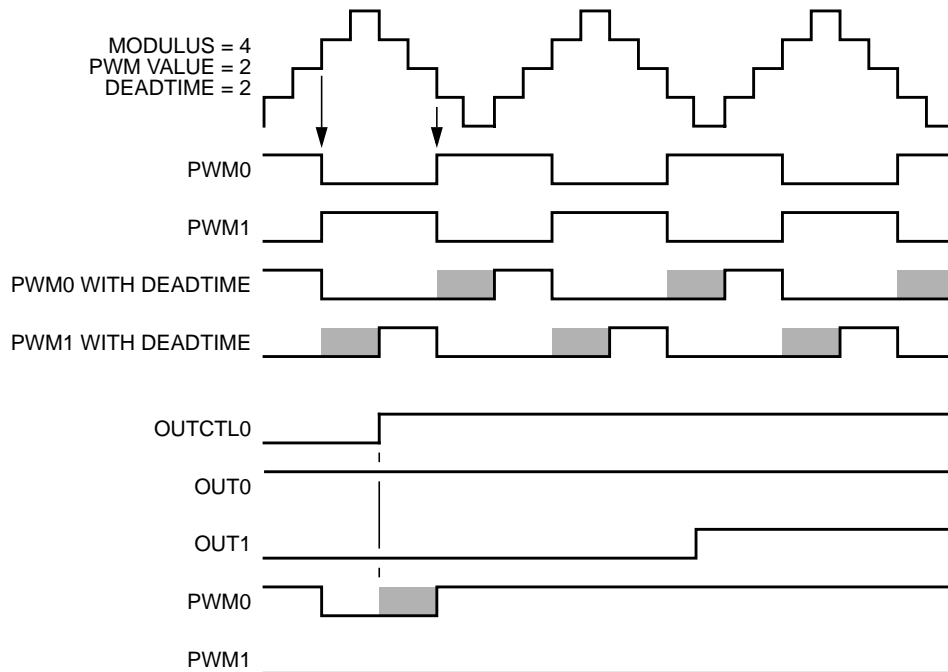 MODULUS = 4
PWM VALUE = 2
DEADTIME = 2
PWM0
PWM1
PWM0 WITH DEADTIME
PWM1 WITH DEADTIME
OUTCTL0
OUT0
OUT1
PWM0
PWM1